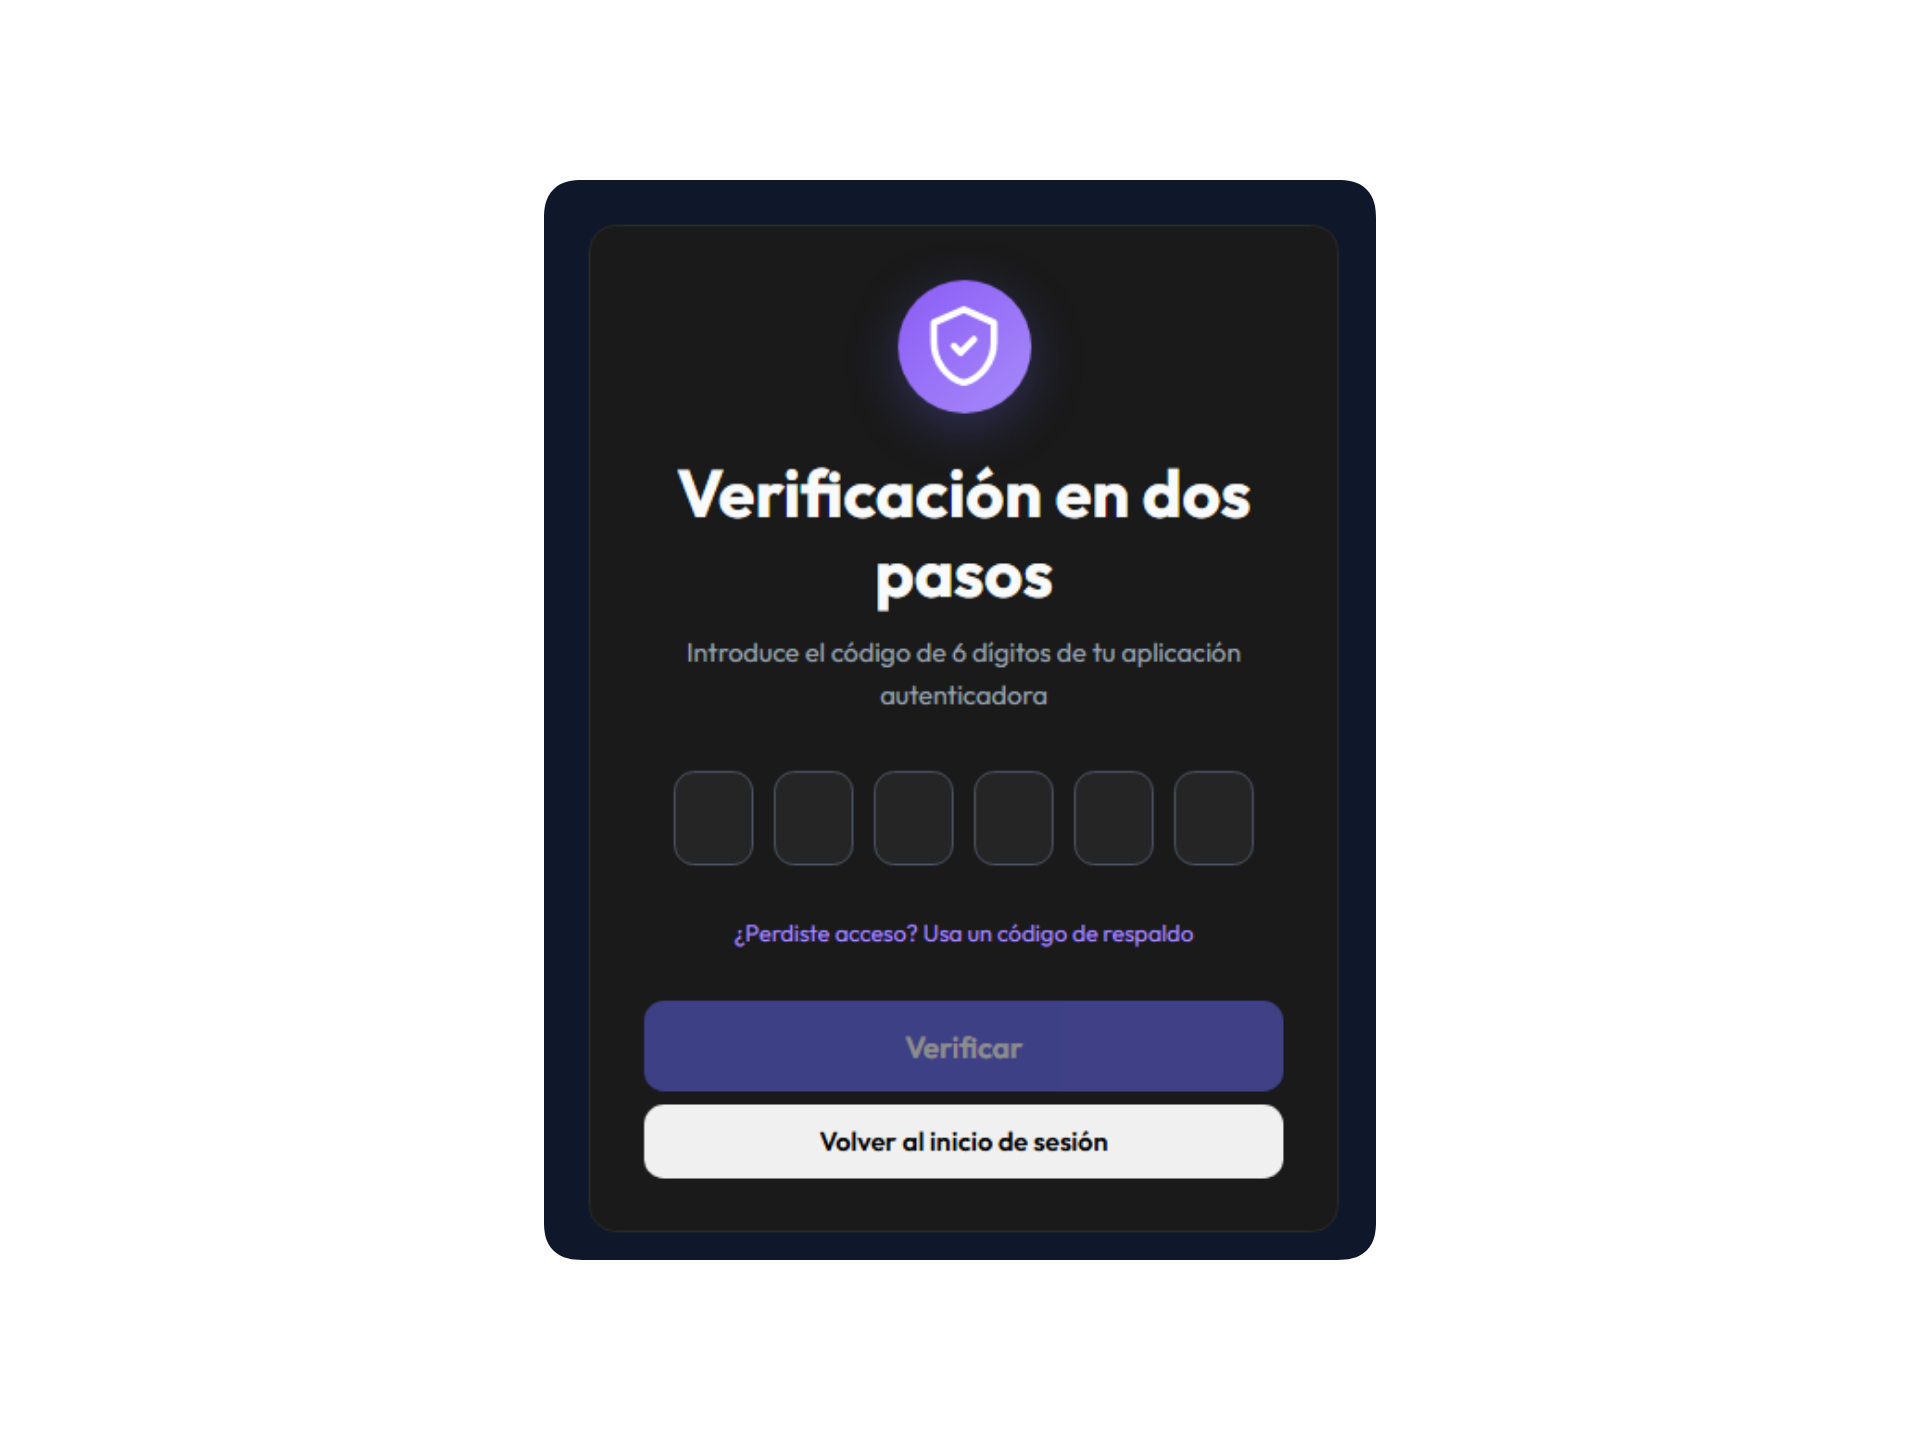 Verificación en dos
pasos
Introduce el código de 6 dígitos de tu aplicación
autenticadora
¿Perdiste acceso? Usa un código de respaldo
Verificar
Volver al inicio de sesión